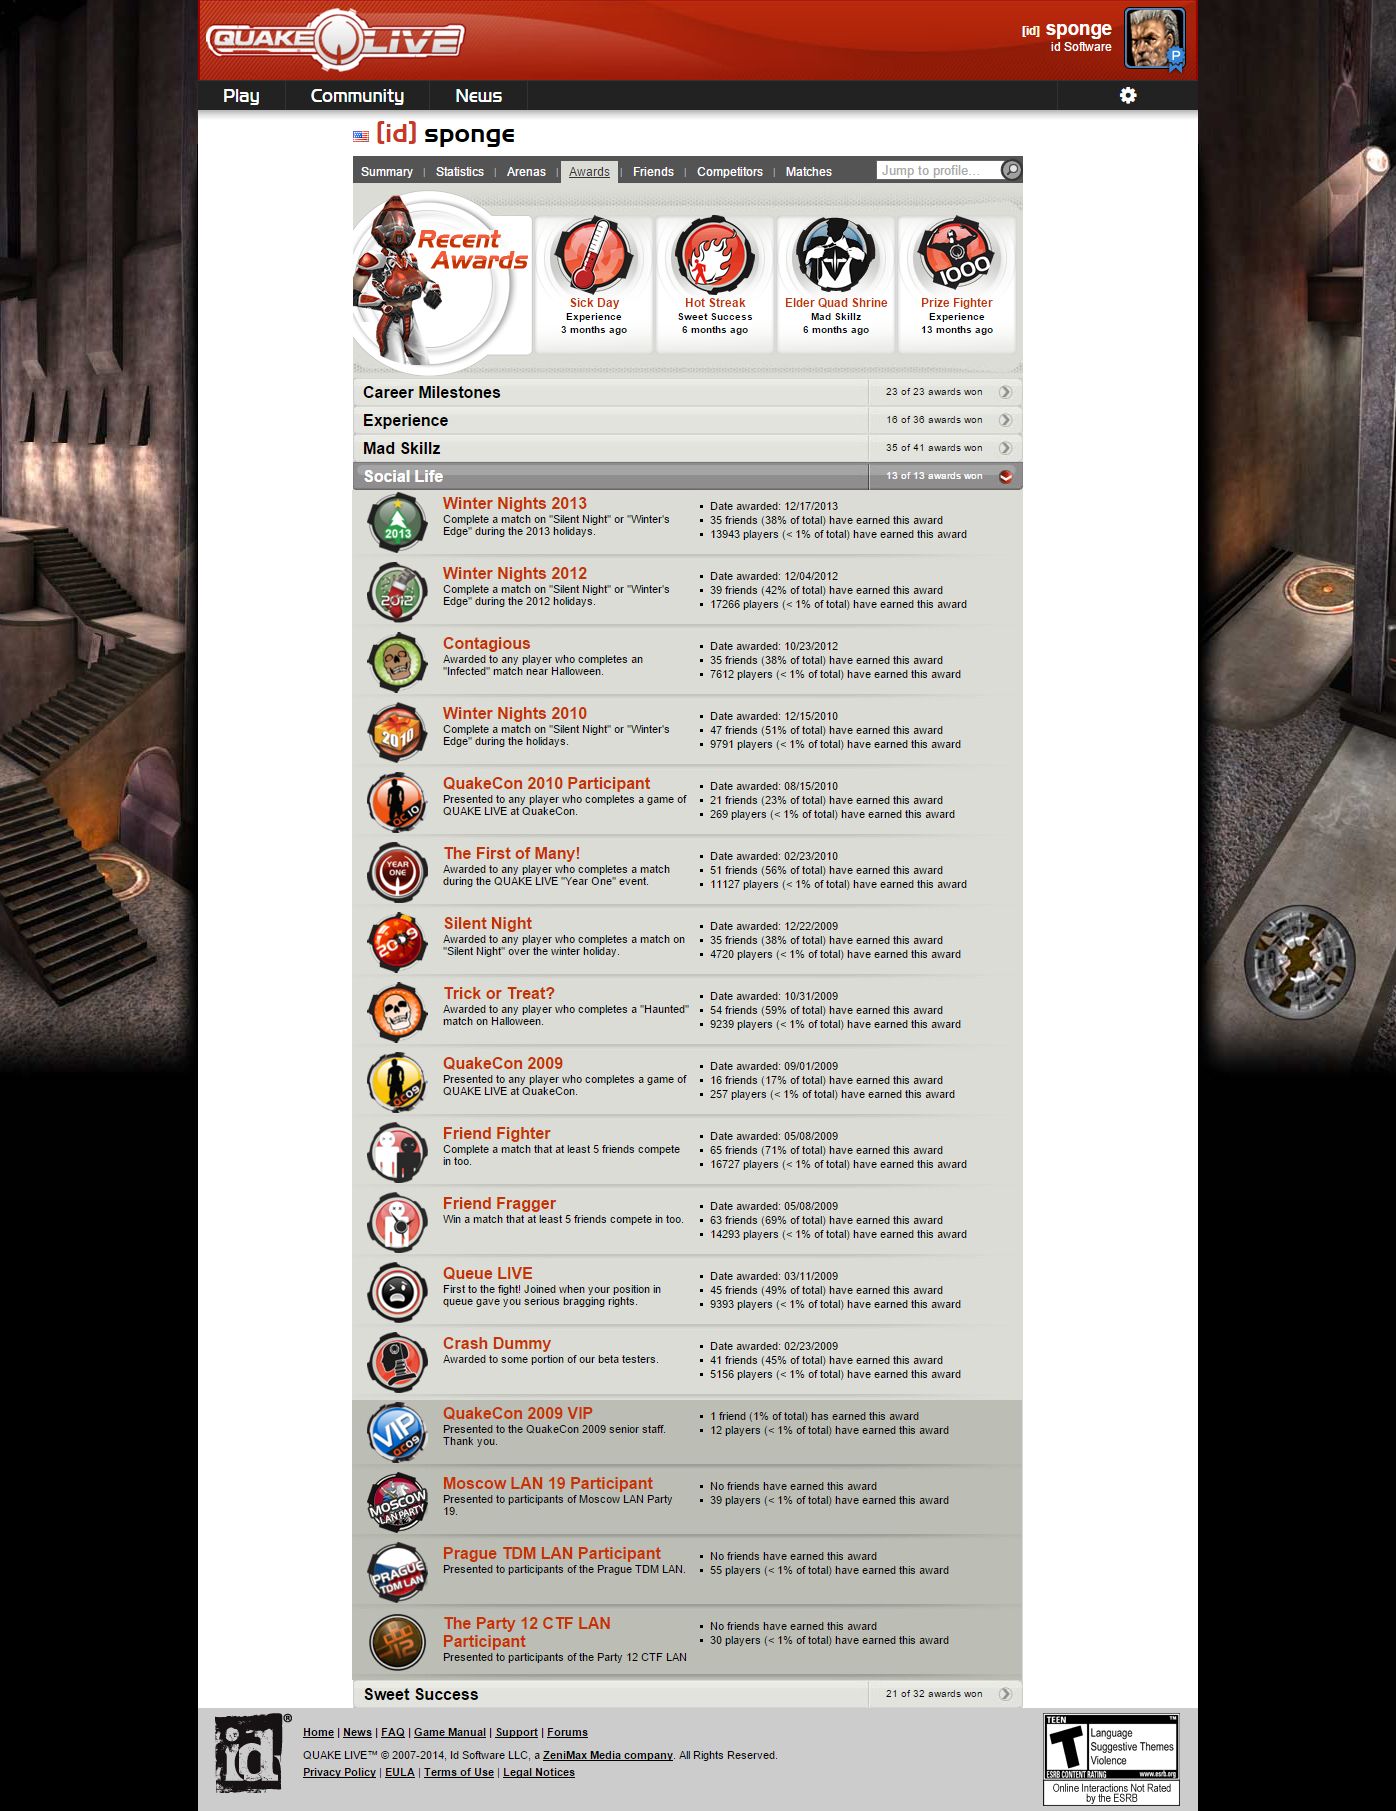 QUAKE LIVE
[id] sponge
id Software
P
Play
Community
News
[id] sponge
Summary | Statistics | Arenas | Awards | Friends | Competitors | Matches
Jump to profile...
Recent
Awards
1000
Sick Day
Experience
3 months ago
Hot Streak
Sweet Success
6 months ago
Elder Quad Shrine
Mad Skillz
6 months ago
Prize Fighter
Experience
13 months ago
Career Milestones
23 of 23 awards won
Experience
16 of 36 awards won
Mad Skillz
35 of 41 awards won
Social Life
13 of 13 awards won
2013
Winter Nights 2013
Complete a match on "Silent Night" or "Winter's
Edge" during the 2013 holidays.
Date awarded: 12/17/2013
35 friends (38% of total) have earned this award
13943 players (< 1% of total) have earned this award
2012
Winter Nights 2012
Complete a match on "Silent Night" or "Winter's
Edge" during the 2012 holidays.
Date awarded: 12/04/2012
39 friends (42% of total) have earned this award
17266 players (< 1% of total) have earned this award
Contagious
Awarded to any player who completes an
"Infected" match near Halloween.
Date awarded: 10/23/2012
35 friends (38% of total) have earned this award
7612 players (< 1% of total) have earned this award
2010
Winter Nights 2010
Complete a match on "Silent Night" or "Winter's
Edge" during the holidays.
Date awarded: 12/15/2010
47 friends (51% of total) have earned this award
9791 players (< 1% of total) have earned this award
QC10
QuakeCon 2010 Participant
Presented to any player who completes a game of
QUAKE LIVE at QuakeCon.
Date awarded: 08/15/2010
21 friends (23% of total) have earned this award
269 players (< 1% of total) have earned this award
YEAR
ONE
The First of Many!
Awarded to any player who completes a match
during the QUAKE LIVE "Year One" event.
Date awarded: 02/23/2010
51 friends (56% of total) have earned this award
11127 players (< 1% of total) have earned this award
2009
Silent Night
Awarded to any player who completes a match on
"Silent Night" over the winter holiday.
Date awarded: 12/22/2009
35 friends (38% of total) have earned this award
4720 players (< 1% of total) have earned this award
Trick or Treat?
Awarded to any player who completes a "Haunted"
match on Halloween.
Date awarded: 10/31/2009
54 friends (59% of total) have earned this award
9239 players (< 1% of total) have earned this award
QC09
QuakeCon 2009
Presented to any player who completes a game of
QUAKE LIVE at QuakeCon.
Date awarded: 09/01/2009
16 friends (17% of total) have earned this award
257 players (< 1% of total) have earned this award
Friend Fighter
Complete a match that at least 5 friends compete
in too.
Date awarded: 05/08/2009
65 friends (71% of total) have earned this award
16727 players (< 1% of total) have earned this award
Friend Fragger
Win a match that at least 5 friends compete in too.
Date awarded: 05/08/2009
63 friends (69% of total) have earned this award
14293 players (< 1% of total) have earned this award
Queue LIVE
First to the fight! Joined when your position in
queue gave you serious bragging rights.
Date awarded: 03/11/2009
45 friends (49% of total) have earned this award
9393 players (< 1% of total) have earned this award
Crash Dummy
Awarded to some portion of our beta testers.
Date awarded: 02/23/2009
41 friends (45% of total) have earned this award
5156 players (< 1% of total) have earned this award
VIP
QC09
QuakeCon 2009 VIP
Presented to the QuakeCon 2009 senior staff.
Thank you.
1 friend (1% of total) has earned this award
12 players (< 1% of total) have earned this award
MOSCOW
LAN PARTY
Moscow LAN 19 Participant
Presented to participants of Moscow LAN Party
19.
No friends have earned this award
39 players (< 1% of total) have earned this award
PRAGUE
TDM LAN
Prague TDM LAN Participant
Presented to participants of the Prague TDM LAN.
No friends have earned this award
55 players (< 1% of total) have earned this award
12
The Party 12 CTF LAN
Participant
Presented to participants of the Party 12 CTF LAN
No friends have earned this award
30 players (< 1% of total) have earned this award
Sweet Success
21 of 32 awards won
id®
Home | News | FAQ | Game Manual | Support | Forums
QUAKE LIVE™ © 2007-2014, Id Software LLC, a ZeniMax Media company. All Rights Reserved.
Privacy Policy | EULA | Terms of Use | Legal Notices
TEEN ™
T
Language
Suggestive Themes
Violence
ESRB CONTENT RATING www.esrb.org
Online Interactions Not Rated
by the ESRB